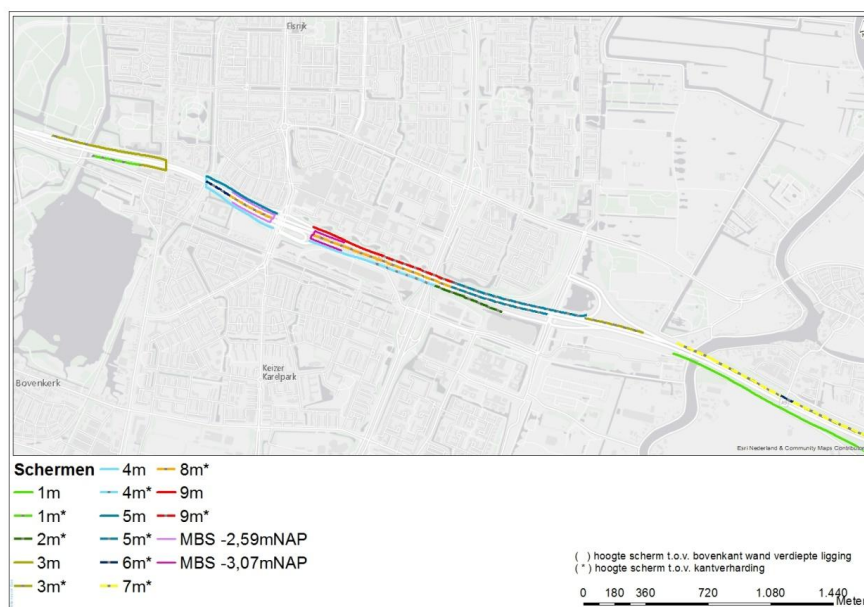 Elsrijk
Keizer
Karelpark
Bovenkerk
Esri Nederland & Community Maps Contributo
Schermen
1m
1m*
2m*
3m
3m*
4m
4m*
5m
5m*
6m*
7m*
8m*
9m
9m*
MBS -2,59mNAP
MBS -3,07mNAP
( ) hoogte scherm t.o.v. bovenkant wand verdiepte ligging
( * ) hoogte scherm t.o.v. kantverharding
0 180 360 720 1.080 1.440
Meter